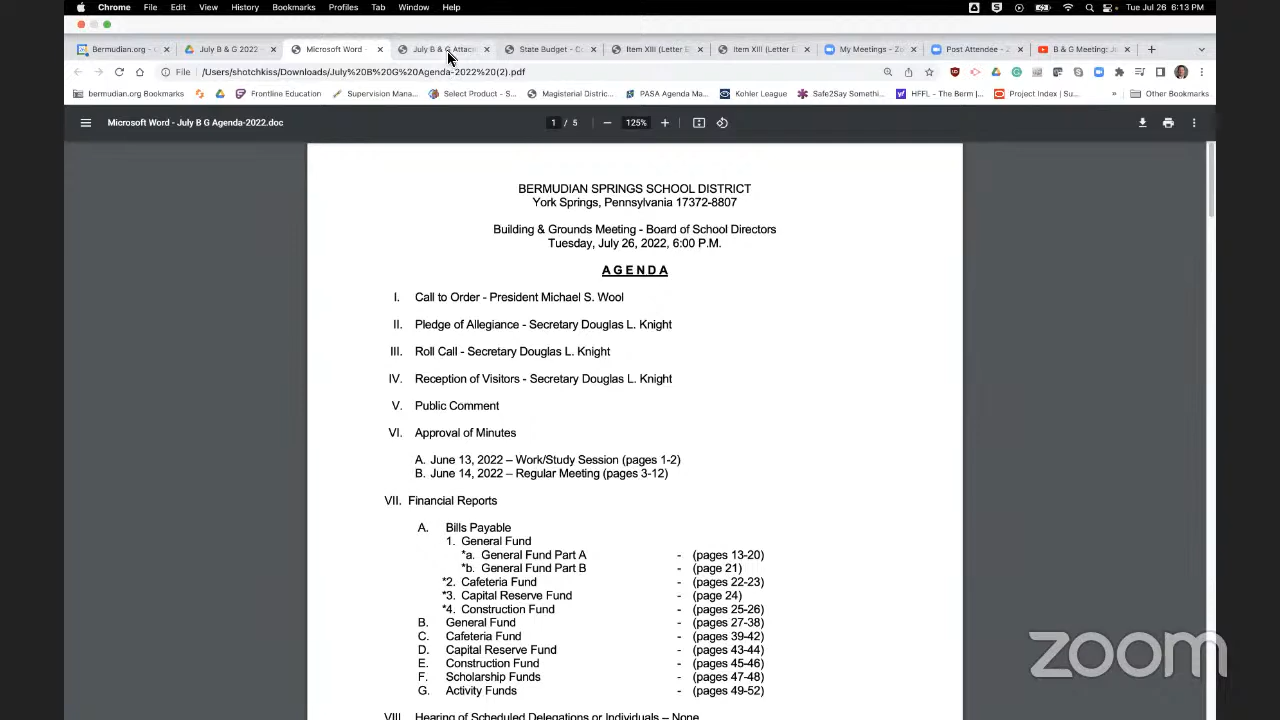 Chrome File Edit View History Bookmarks Profiles Tab Window Help Tue Jul 26 6:13 PM
Bermudian.org - July B & G 2022 Microsoft Word - July B & G Attac State Budget - C Item XIII (Letter E Item XIII (Letter E My Meetings - Zo Post Attendee - Z B & G Meeting: J
File /Users/shotchkiss/Downloads/July%20B%20G%20Agenda-2022%20(2).pdf
bermudian.org Bookmarks Frontline Education Supervision Mana... Select Product - S... Magisterial Distric... PASA Agenda Ma... Kohler League Safe2Say Somethi... HFFL – The Berm |... Project Index | Su... » Other Bookmarks
Microsoft Word - July B G Agenda-2022.doc 1 / 5 125%
BERMUDIAN SPRINGS SCHOOL DISTRICT
York Springs, Pennsylvania 17372-8807
Building & Grounds Meeting - Board of School Directors
Tuesday, July 26, 2022, 6:00 P.M.
AGENDA
I. Call to Order - President Michael S. Wool
II. Pledge of Allegiance - Secretary Douglas L. Knight
III. Roll Call - Secretary Douglas L. Knight
IV. Reception of Visitors - Secretary Douglas L. Knight
V. Public Comment
VI. Approval of Minutes
A. June 13, 2022 – Work/Study Session (pages 1-2)
B. June 14, 2022 – Regular Meeting (pages 3-12)
VII. Financial Reports
A. Bills Payable
1. General Fund
*a. General Fund Part A - (pages 13-20)
*b. General Fund Part B - (page 21)
*2. Cafeteria Fund - (pages 22-23)
*3. Capital Reserve Fund - (page 24)
*4. Construction Fund - (pages 25-26)
B. General Fund - (pages 27-38)
C. Cafeteria Fund - (pages 39-42)
D. Capital Reserve Fund - (pages 43-44)
E. Construction Fund - (pages 45-46)
F. Scholarship Funds - (pages 47-48)
G. Activity Funds - (pages 49-52)
VIII. Hearing of Scheduled Delegations or Individuals – None
zoom